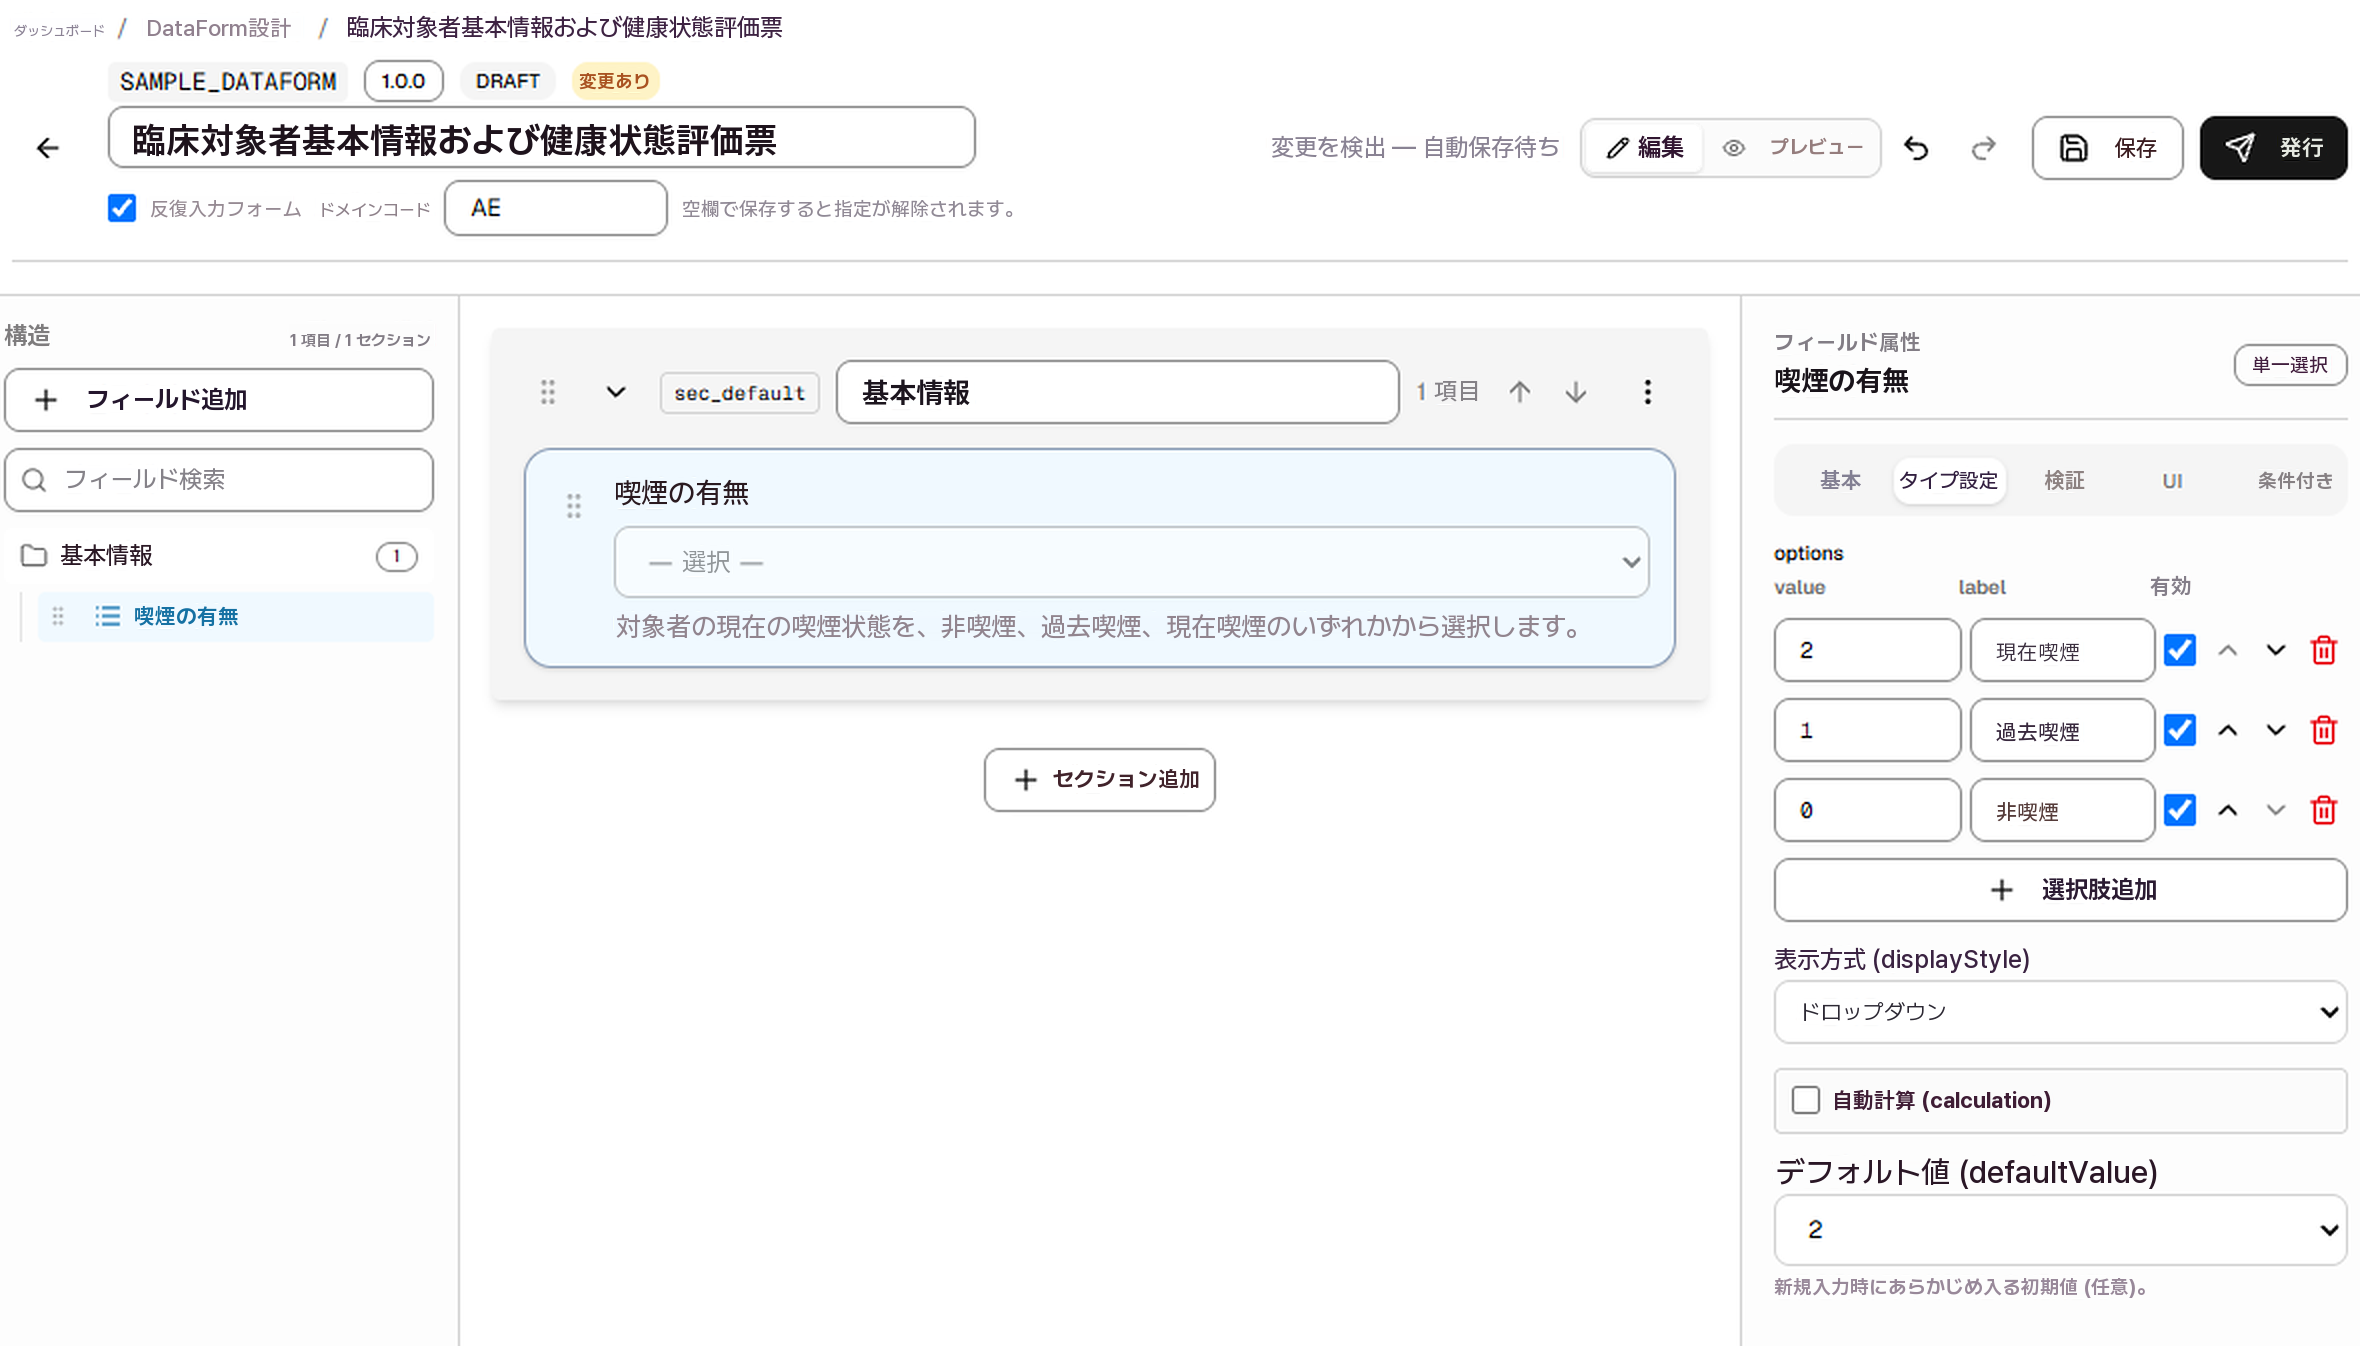 ダッシュボード / DataForm設計 / 臨床対象者基本情報および健康状態評価票
SAMPLE_DATAFORM 1.0.0 DRAFT 変更あり
臨床対象者基本情報および健康状態評価票
変更を検出 — 自動保存待ち 編集 プレビュー 保存 発行
反復入力フォーム ドメインコード AE 空欄で保存すると指定が解除されます。
構造 1 項目 / 1 セクション
フィールド追加
フィールド検索
基本情報 1
喫煙の有無
sec_default 基本情報 1 項目
喫煙の有無
— 選択 —
対象者の現在の喫煙状態を、非喫煙、過去喫煙、現在喫煙のいずれかから選択します。
セクション追加
フィールド属性
喫煙の有無 単一選択
基本 タイプ設定 検証 UI 条件付き
options
value label 有効
2 現在喫煙
1 過去喫煙
0 非喫煙
選択肢追加
表示方式 (displayStyle)
ドロップダウン
自動計算 (calculation)
デフォルト値 (defaultValue)
2
新規入力時にあらかじめ入る初期値 (任意)。